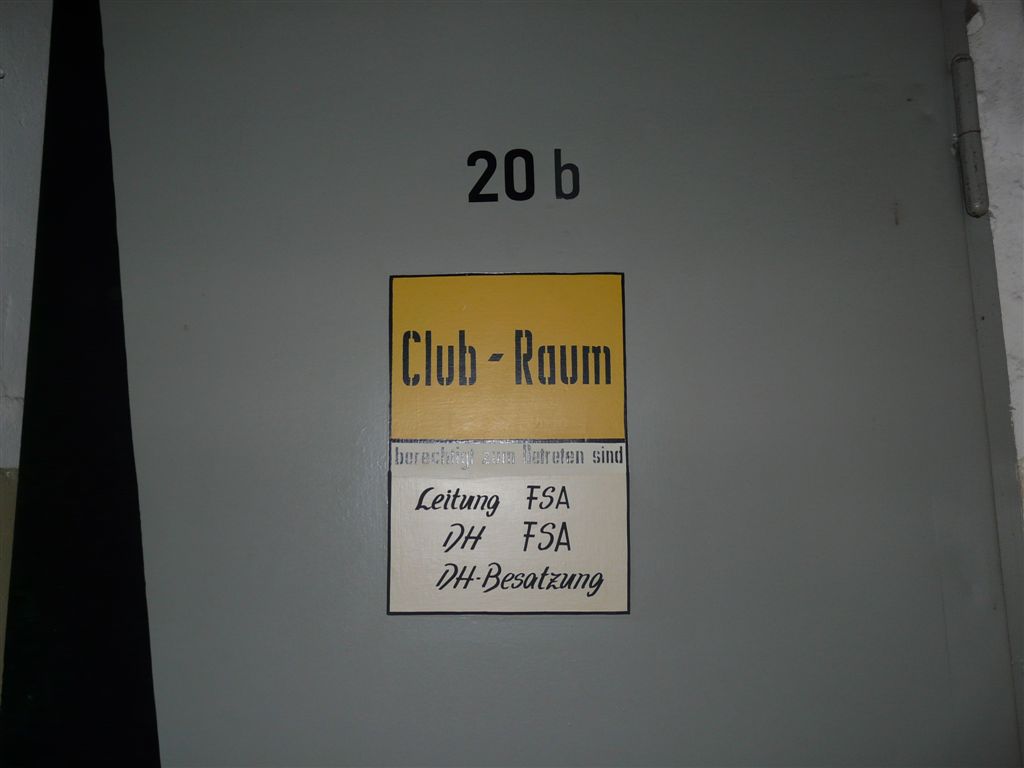 20 b
Club - Raum
berechtigt zum Betreten sind
Leitung FSA
DH FSA
DH-Besatzung